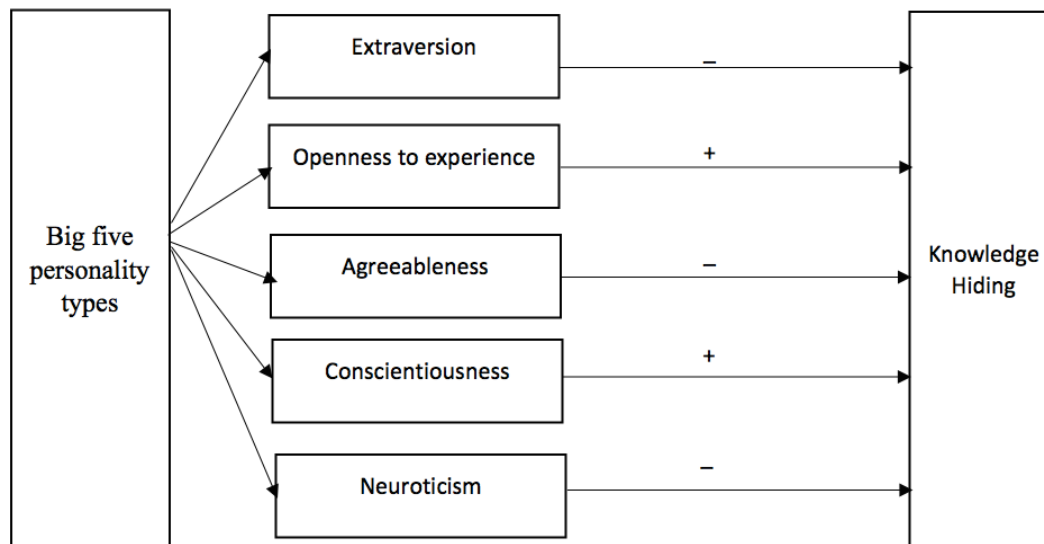 Big five
personality
types
Extraversion
–
Openness to experience
+
Agreeableness
–
Conscientiousness
+
Neuroticism
–
Knowledge
Hiding